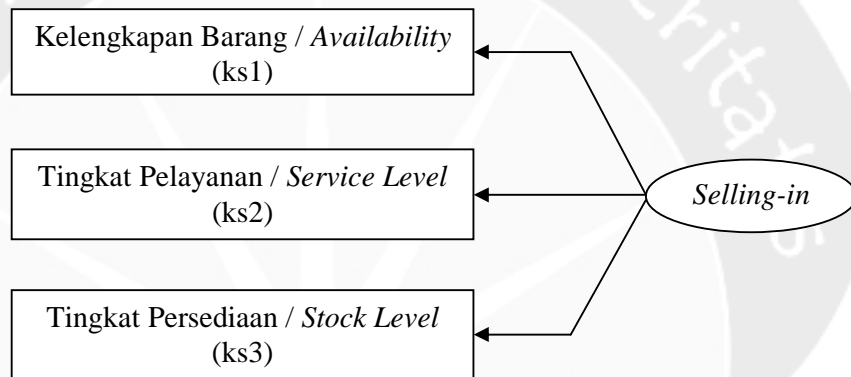 Kelengkapan Barang / Availability
(ks1)
Tingkat Pelayanan / Service Level
(ks2)
Selling-in
Tingkat Persediaan / Stock Level
(ks3)